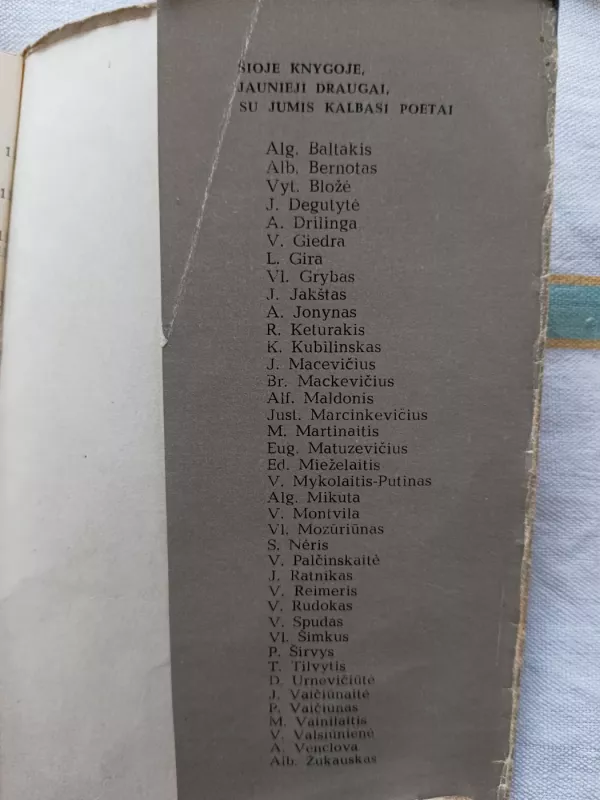 ŠIOJE KNYGOJE,
JAUNIEJI DRAUGAI,
SU JUMIS KALBASI POETAI
Alg. Baltakis
Alb. Bernotas
Vyt. Bložė
J. Degutytė
A. Drilinga
V. Giedra
L. Gira
Vl. Grybas
J. Jakštas
A. Jonynas
R. Keturakis
K. Kubilinskas
J. Macevičius
Br. Mackevičius
Alf. Maldonis
Just. Marcinkevičius
M. Martinaitis
Eug. Matuzevičius
Ed. Mieželaitis
V. Mykolaitis-Putinas
Alg. Mikuta
V. Montvila
Vl. Mozūriūnas
S. Nėris
V. Palčinskaitė
J. Ratnikas
V. Reimeris
V. Rudokas
V. Spudas
Vl. Šimkus
P. Širvys
T. Tilvytis
D. Urnevičiūtė
J. Vaičiūnaitė
P. Vaičiūnas
M. Vainilaitis
V. Valsiūnienė
A. Venclova
Alb. Žukauskas